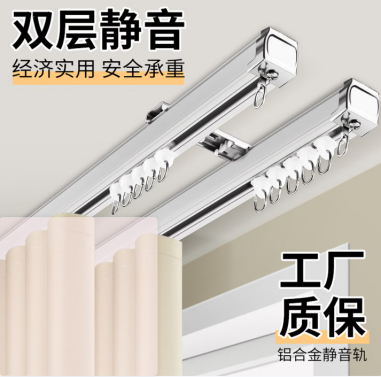 双层静音
经济实用 安全承重
工厂
质保
铝合金静音轨